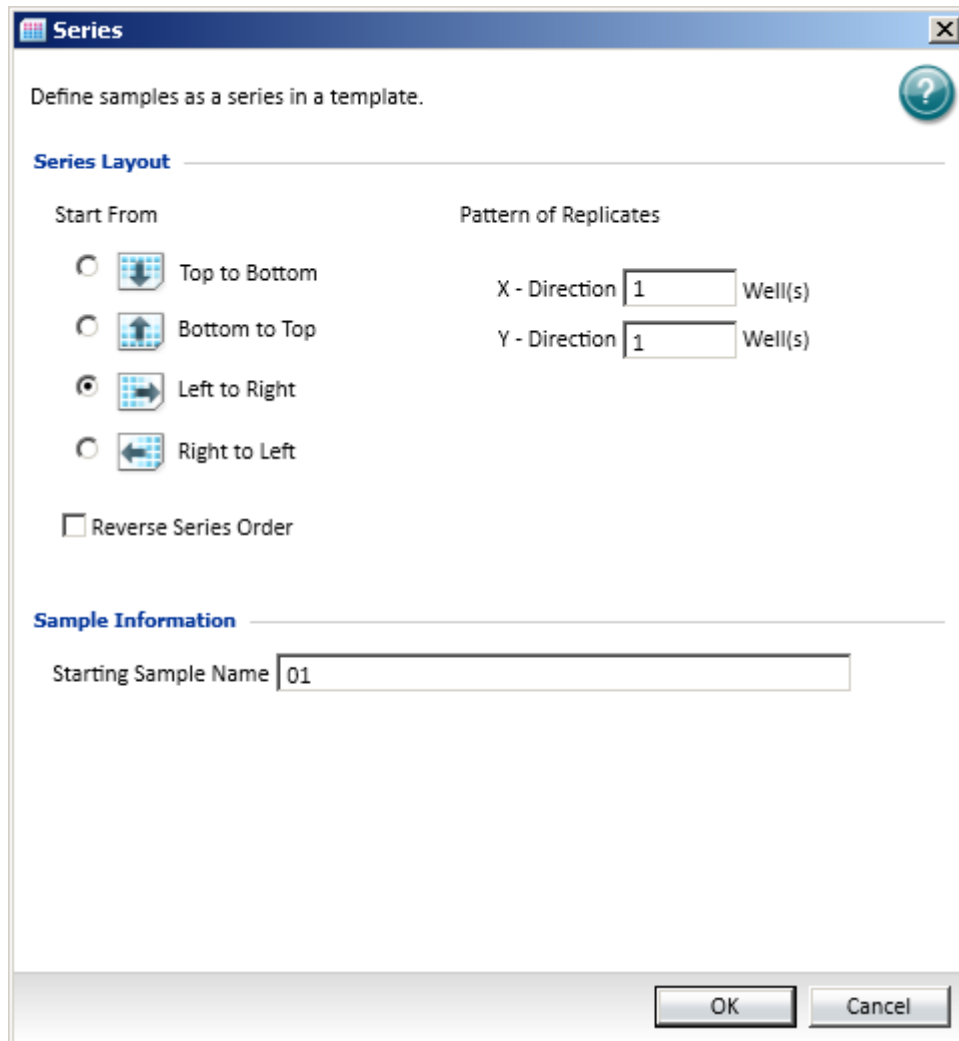 Series
Define samples as a series in a template.
?
Series Layout
Start From
Pattern of Replicates
Top to Bottom
X - Direction 1 Well(s)
Bottom to Top
Y - Direction 1 Well(s)
Left to Right
Right to Left
Reverse Series Order
Sample Information
Starting Sample Name 01
OK
Cancel